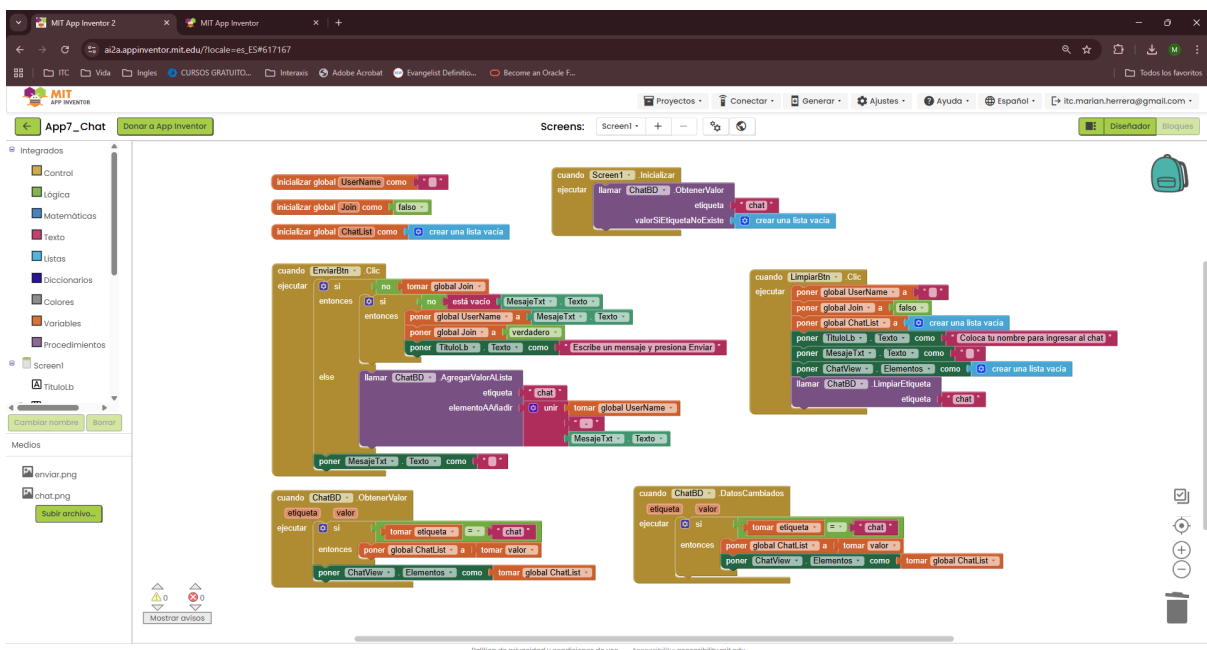 MIT App Inventor 2
MIT App Inventor
ai2a.appinventor.mit.edu/?locale=es_ES#617167
M
ITC
Vida
Ingles
CURSOS GRATUITO...
Interaxis
Adobe Acrobat
Evangelist Definitio...
Become an Oracle F...
Todos los favoritos
MIT
APP INVENTOR
Proyectos
Conectar
Generar
Ajustes
Ayuda
Español
itc.marian.herrera@gmail.com
App7_Chat
Donar a App Inventor
Screens:
Screen1
Diseñador
Bloques
Integrados
Control
Lógica
Matemáticas
Texto
Listas
Diccionarios
Colores
Variables
Procedimientos
Screen1
TituloLb
Cambiar nombre
Borrar
Medios
enviar.png
chat.png
Subir archivo...
inicializar global UserName como " "
inicializar global Join como falso
inicializar global ChatList como crear una lista vacía
cuando Screen1 .Inicializar
ejecutar llamar ChatBD .ObtenerValor
etiqueta " chat "
valorSiEtiquetaNoExiste crear una lista vacía
cuando EnviarBtn .Clic
ejecutar si no tomar global Join
entonces si no está vacío MesajeTxt . Texto
entonces poner global UserName a MesajeTxt . Texto
poner global Join a verdadero
poner TituloLb . Texto como " Escribe un mensaje y presiona Enviar "
else llamar ChatBD .AgregarValorALista
etiqueta " chat "
elementoAAñadir unir tomar global UserName
" - "
MesajeTxt . Texto
poner MesajeTxt . Texto como " "
cuando LimpiarBtn .Clic
ejecutar poner global UserName a " "
poner global Join a falso
poner global ChatList a crear una lista vacía
poner TituloLb . Texto como " Coloca tu nombre para ingresar al chat "
poner MesajeTxt . Texto como " "
poner ChatView . Elementos como crear una lista vacía
llamar ChatBD .LimpiarEtiqueta
etiqueta " chat "
cuando ChatBD .ObtenerValor
etiqueta valor
ejecutar si tomar etiqueta = " chat "
entonces poner global ChatList a tomar valor
poner ChatView . Elementos como tomar global ChatList
cuando ChatBD .DatosCambiados
etiqueta valor
ejecutar si tomar etiqueta = " chat "
entonces poner global ChatList a tomar valor
poner ChatView . Elementos como tomar global ChatList
0
0
Mostrar avisos
Política de privacidad y condiciones de uso
Accessibility: accessibility.mit.edu